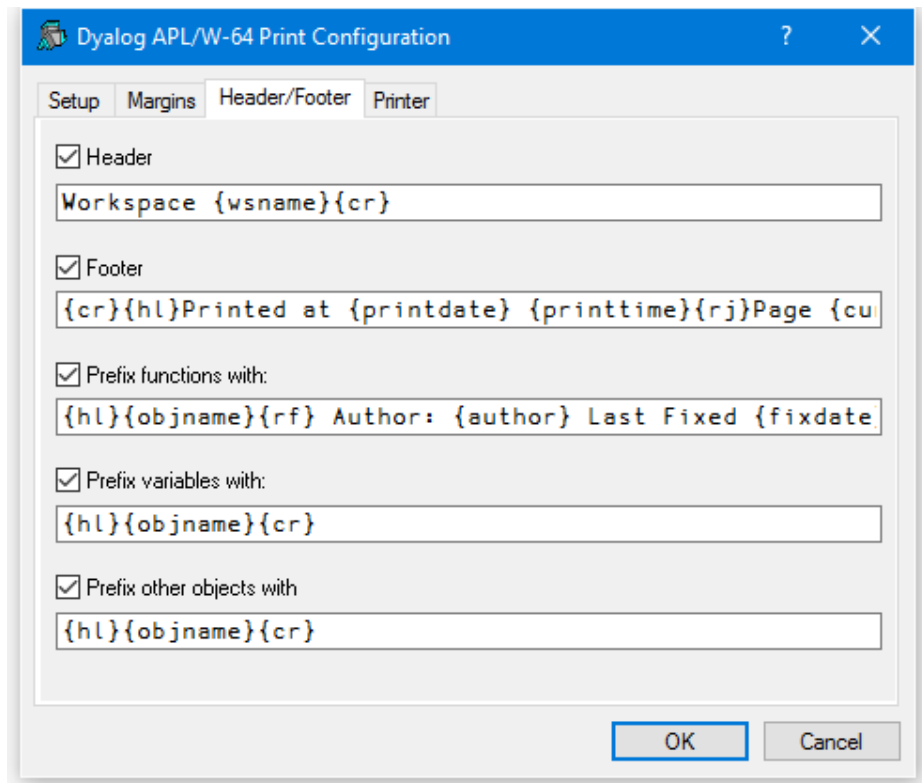 Dyalog APL/W-64 Print Configuration ? ×
Setup Margins Header/Footer Printer
Header
Workspace {wsname}{cr}
Footer
{cr}{hl}Printed at {printdate} {printtime}{rj}Page {cu
Prefix functions with:
{hl}{objname}{rf} Author: {author} Last Fixed {fixdate
Prefix variables with:
{hl}{objname}{cr}
Prefix other objects with
{hl}{objname}{cr}
OK Cancel